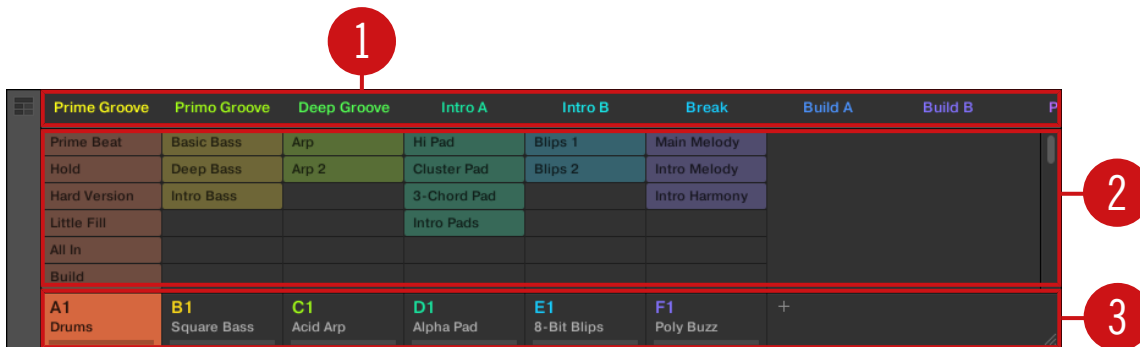 1
Prime Groove Primo Groove Deep Groove Intro A Intro B Break Build A Build B P
Prime Beat Basic Bass Arp Hi Pad Blips 1 Main Melody
Hold Deep Bass Arp 2 Cluster Pad Blips 2 Intro Melody
Hard Version Intro Bass 3-Chord Pad Intro Harmony
2
Little Fill Intro Pads
All In
Build
A1 B1 C1 D1 E1 F1 +
Drums Square Bass Acid Arp Alpha Pad 8-Bit Blips Poly Buzz
3